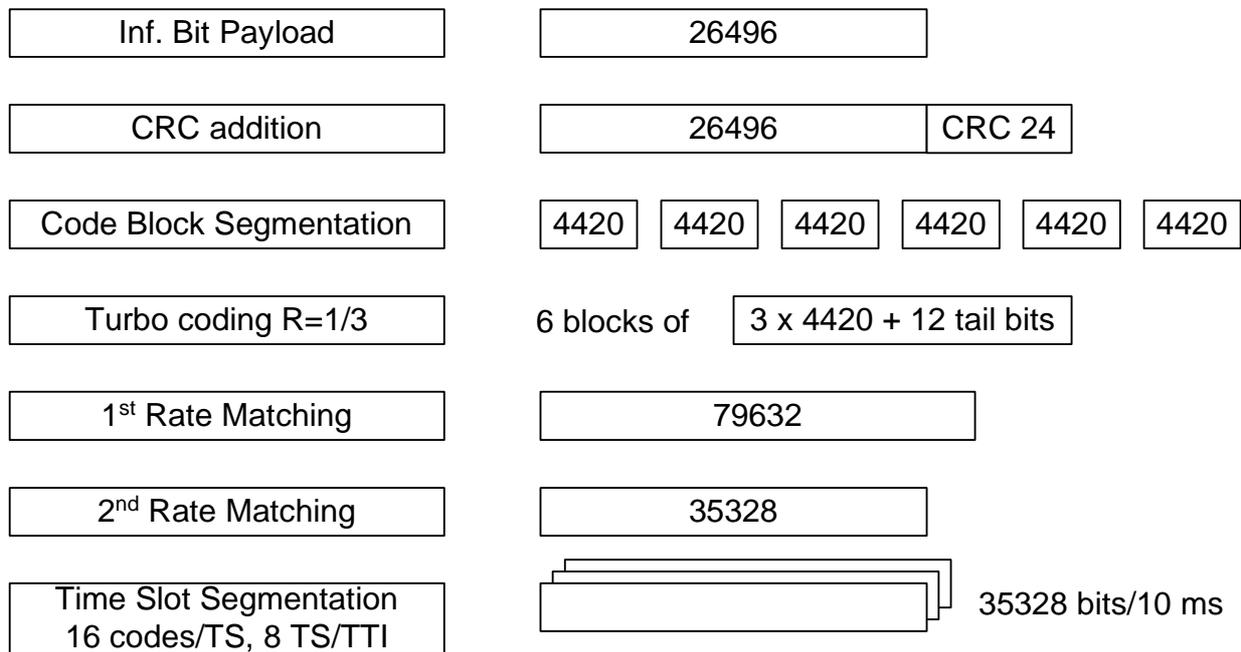 Inf. Bit Payload 26496
CRC addition 26496 CRC 24
Code Block Segmentation 4420 4420 4420 4420 4420 4420
Turbo coding R=1/3 6 blocks of 3 x 4420 + 12 tail bits
1st Rate Matching 79632
2nd Rate Matching 35328
Time Slot Segmentation
16 codes/TS, 8 TS/TTI
35328 bits/10 ms